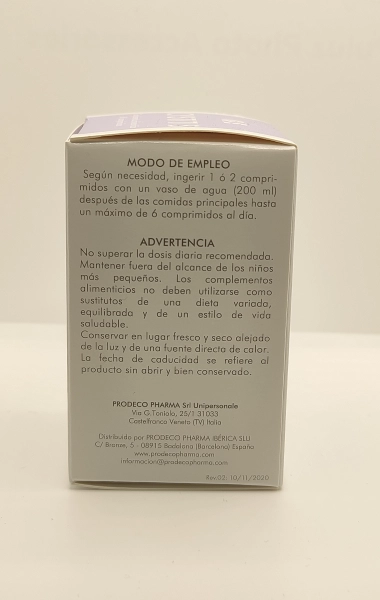 MODO DE EMPLEO
Según necesidad, ingerir 1 ó 2 compri-
midos con un vaso de agua (200 ml)
después de las comidas principales hasta
un máximo de 6 comprimidos al día.
ADVERTENCIA
No superar la dosis diaria recomendada.
Mantener fuera del alcance de los niños
más pequeños. Los complementos
alimenticios no deben utilizarse como
sustitutos de una dieta variada,
equilibrada y de un estilo de vida
saludable.
Conservar en lugar fresco y seco alejado
de la luz y de una fuente directa de calor.
La fecha de caducidad se refiere al
producto sin abrir y bien conservado.
PRODECO PHARMA Srl Unipersonale
Via G.Toniolo, 25/1 31033
Castelfranco Veneto (TV) Italia
Distribuido por PRODECO PHARMA IBÉRICA SLU
C/ Bronze, 5 - 08915 Badalona (Barcelona) España
www.prodecopharma.com
informacion@prodecopharma.com
Rev.02: 10/11/2020